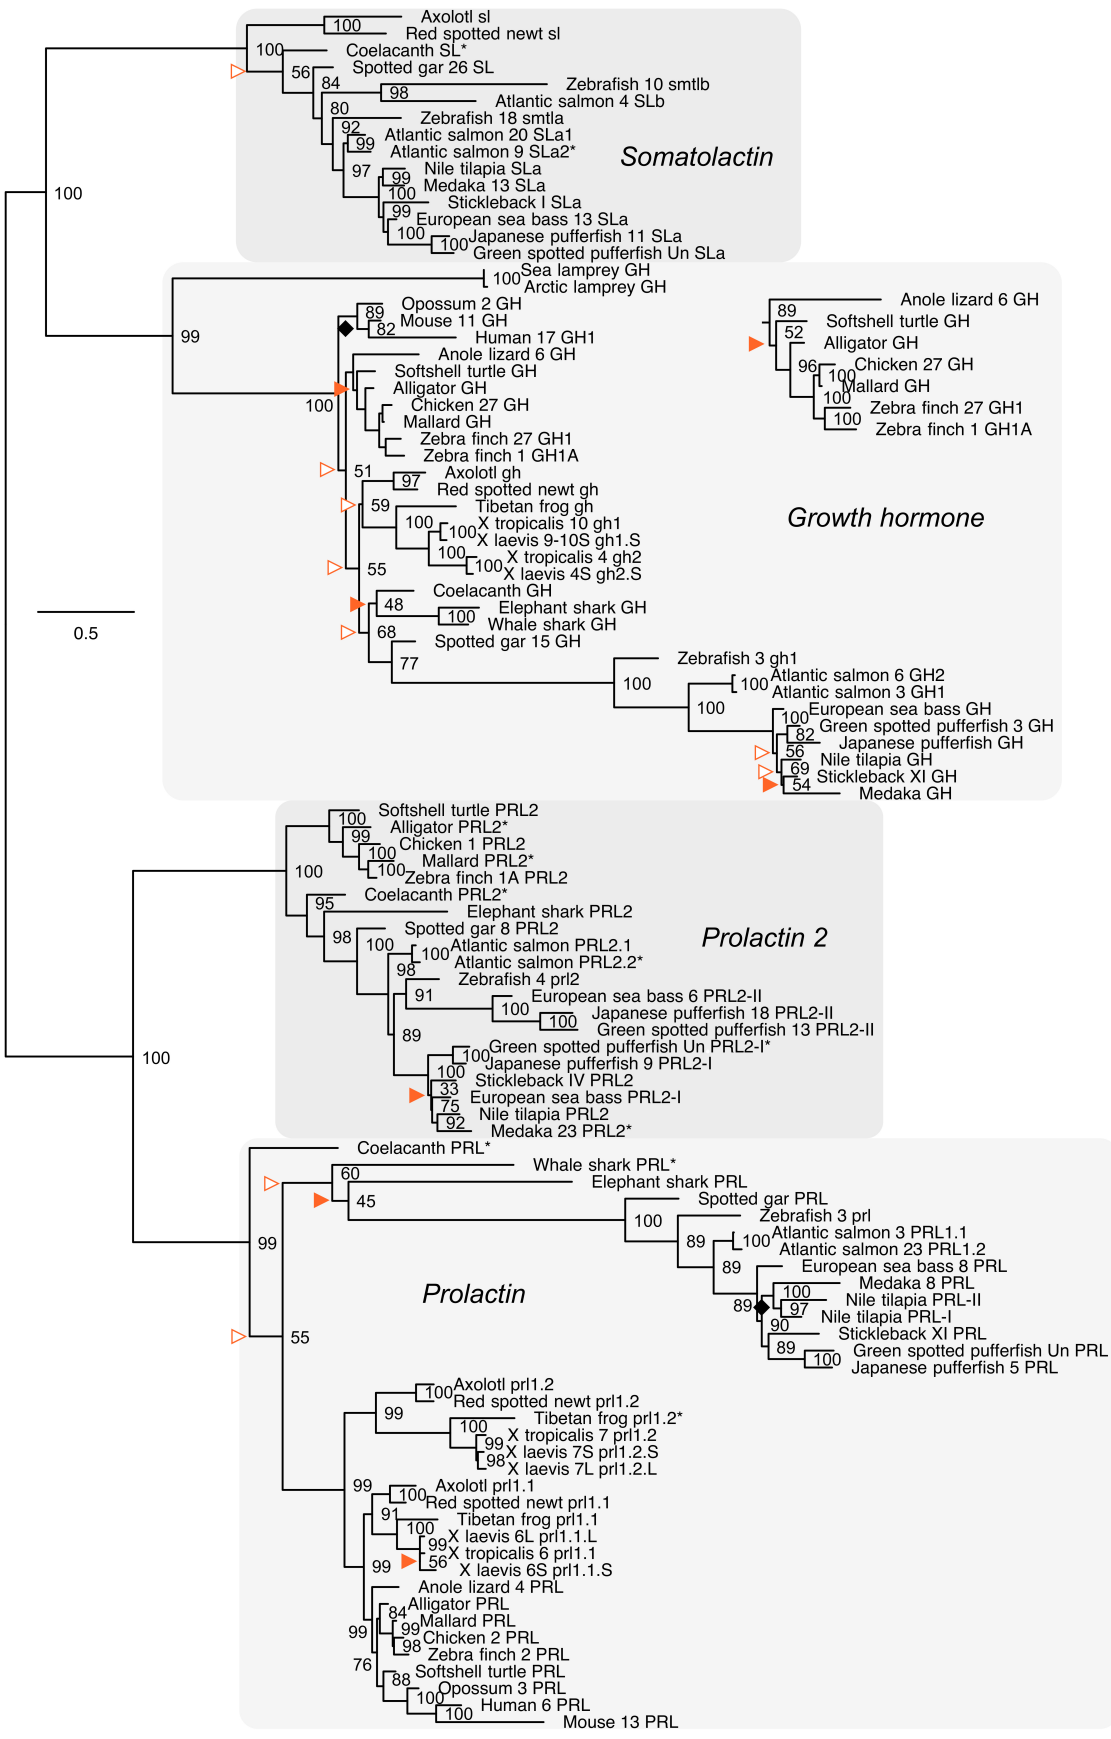 Axolotl sl
100
Red spotted newt sl
100
Coelacanth SL*
56
Spotted gar 26 SL
84
Zebrafish 10 smtlb
98
Atlantic salmon 4 SLb
80
Zebrafish 18 smtla
92
Atlantic salmon 20 SLa1
99
Atlantic salmon 9 SLa2*
Somatolactin
97
Nile tilapia SLa
99
Medaka 13 SLa
100
Stickleback I SLa
99
European sea bass 13 SLa
100
Japanese pufferfish 11 SLa
100
Green spotted pufferfish Un SLa
100
Sea lamprey GH
100
Arctic lamprey GH
99
Opossum 2 GH
89
Mouse 11 GH
82
Human 17 GH1
100
Anole lizard 6 GH
Softshell turtle GH
Alligator GH
Chicken 27 GH
Mallard GH
Zebra finch 27 GH1
Zebra finch 1 GH1A
Anole lizard 6 GH
89
Softshell turtle GH
52
Alligator GH
96
Chicken 27 GH
100
Mallard GH
100
Zebra finch 27 GH1
100
Zebra finch 1 GH1A
51
Axolotl gh
97
Red spotted newt gh
59
Tibetan frog gh
100
X tropicalis 10 gh1
100
X laevis 9-10S gh1.S
100
X tropicalis 4 gh2
100
X laevis 4S gh2.S
Growth hormone
55
Coelacanth GH
48
Elephant shark GH
100
Whale shark GH
68
Spotted gar 15 GH
77
Zebrafish 3 gh1
100
Atlantic salmon 6 GH2
100
Atlantic salmon 3 GH1
100
European sea bass GH
100
Green spotted pufferfish 3 GH
82
Japanese pufferfish GH
56
Nile tilapia GH
69
Stickleback XI GH
54
Medaka GH
0.5
Softshell turtle PRL2
100
Alligator PRL2*
99
Chicken 1 PRL2
100
Mallard PRL2*
100
Zebra finch 1A PRL2
100
Coelacanth PRL2*
95
Elephant shark PRL2
98
Spotted gar 8 PRL2
100
Atlantic salmon PRL2.1
100
Atlantic salmon PRL2.2*
98
Zebrafish 4 prl2
91
European sea bass 6 PRL2-II
100
Japanese pufferfish 18 PRL2-II
100
Green spotted pufferfish 13 PRL2-II
Prolactin 2
89
Green spotted pufferfish Un PRL2-I*
100
Japanese pufferfish 9 PRL2-I
100
Stickleback IV PRL2
33
European sea bass PRL2-I
75
Nile tilapia PRL2
92
Medaka 23 PRL2*
100
Coelacanth PRL*
Whale shark PRL*
60
Elephant shark PRL
45
Spotted gar PRL
100
Zebrafish 3 prl
89
Atlantic salmon 3 PRL1.1
100
Atlantic salmon 23 PRL1.2
89
European sea bass 8 PRL
89
Medaka 8 PRL
100
Nile tilapia PRL-II
97
Nile tilapia PRL-I
90
Stickleback XI PRL
89
Green spotted pufferfish Un PRL
100
Japanese pufferfish 5 PRL
99
Prolactin
55
Axolotl prl1.2
100
Red spotted newt prl1.2
99
Tibetan frog prl1.2*
100
X tropicalis 7 prl1.2
99
X laevis 7S prl1.2.S
98
X laevis 7L prl1.2.L
99
Axolotl prl1.1
100
Red spotted newt prl1.1
91
Tibetan frog prl1.1
100
X laevis 6L prl1.1.L
99
X tropicalis 6 prl1.1
56
X laevis 6S prl1.1.S
99
Anole lizard 4 PRL
Alligator PRL
84
Mallard PRL
99
Chicken 2 PRL
98
Zebra finch 2 PRL
99
76
Softshell turtle PRL
88
Opossum 3 PRL
100
Human 6 PRL
100
Mouse 13 PRL